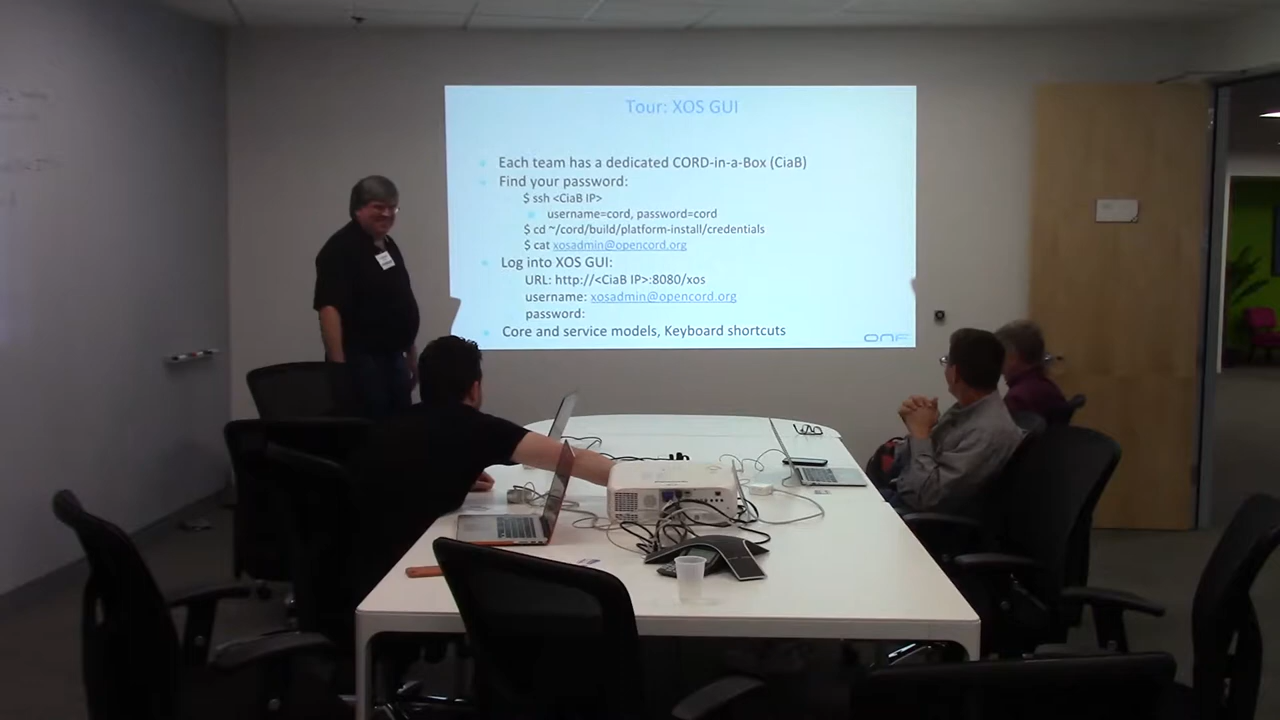 Tour: XOS GUI
Each team has a dedicated CORD-in-a-Box (CiaB)
Find your password:
$ ssh <CiaB IP>
username=cord, password=cord
$ cd ~/cord/build/platform-install/credentials
$ cat xosadmin@opencord.org
Log into XOS GUI:
URL: http://<CiaB IP>:8080/xos
username: xosadmin@opencord.org
password:
Core and service models, Keyboard shortcuts
ONF